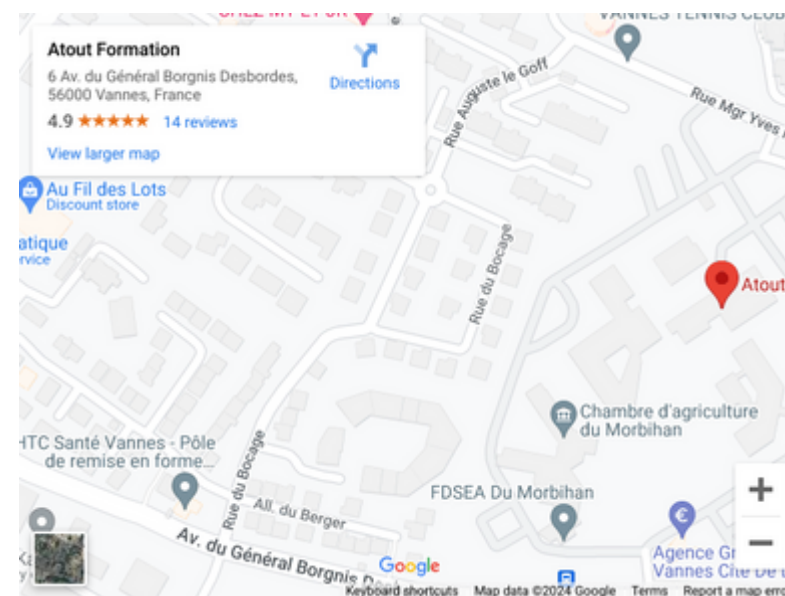 VANNES TENNIS CLUB
Atout Formation
6 Av. du Général Borgnis Desbordes,
56000 Vannes, France
Directions
4.9
14 reviews
View larger map
Rue Auguste le Goff
Rue Mgr Yves
Au Fil des Lots
Discount store
atique
rvice
Rue du Bocage
Atout
Chambre d'agriculture
du Morbihan
HTC Santé Vannes - Pôle
de remise en forme...
Rue du Bocage
All. du Berger
FDSEA Du Morbihan
Av. du Général Borgnis
Agence Gr
Vannes Cité De
Google
Keyboard shortcuts
Map data ©2024 Google
Terms
Report a map erro